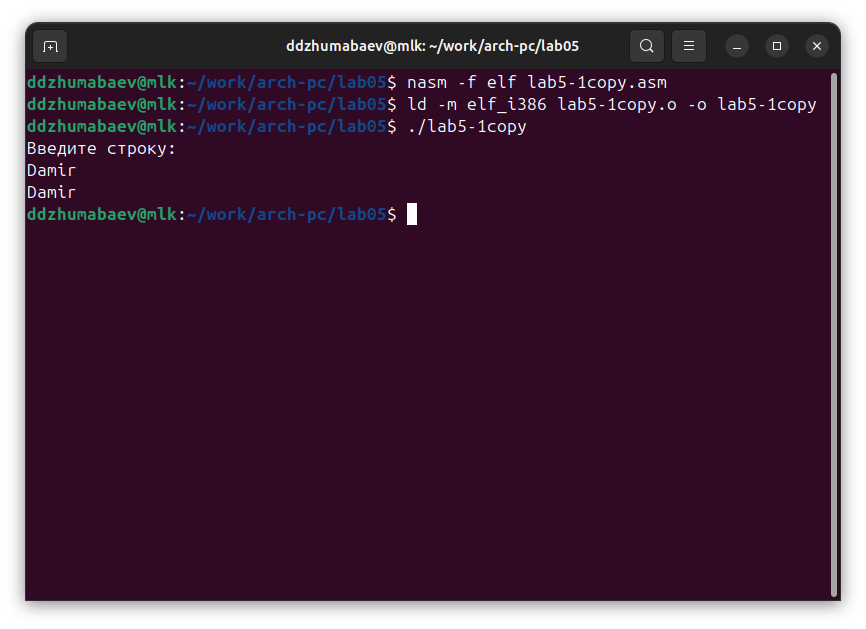 ddzhumabaev@mlk: ~/work/arch-pc/lab05
ddzhumabaev@mlk:~/work/arch-pc/lab05$ nasm -f elf lab5-1copy.asm
ddzhumabaev@mlk:~/work/arch-pc/lab05$ ld -m elf_i386 lab5-1copy.o -o lab5-1copy
ddzhumabaev@mlk:~/work/arch-pc/lab05$ ./lab5-1copy
Введите строку:
Damir
Damir
ddzhumabaev@mlk:~/work/arch-pc/lab05$